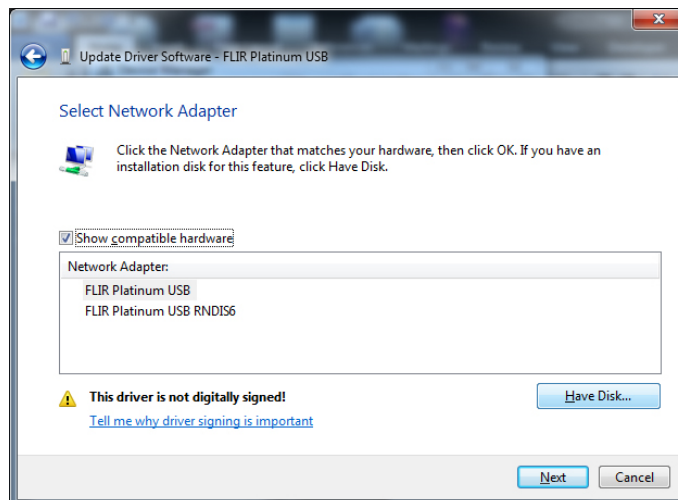 Update Driver Software - FLIR Platinum USB
Select Network Adapter
Click the Network Adapter that matches your hardware, then click OK. If you have an
installation disk for this feature, click Have Disk.
Show compatible hardware
Network Adapter:
FLIR Platinum USB
FLIR Platinum USB RNDIS6
This driver is not digitally signed!
Have Disk...
Tell me why driver signing is important
Next
Cancel